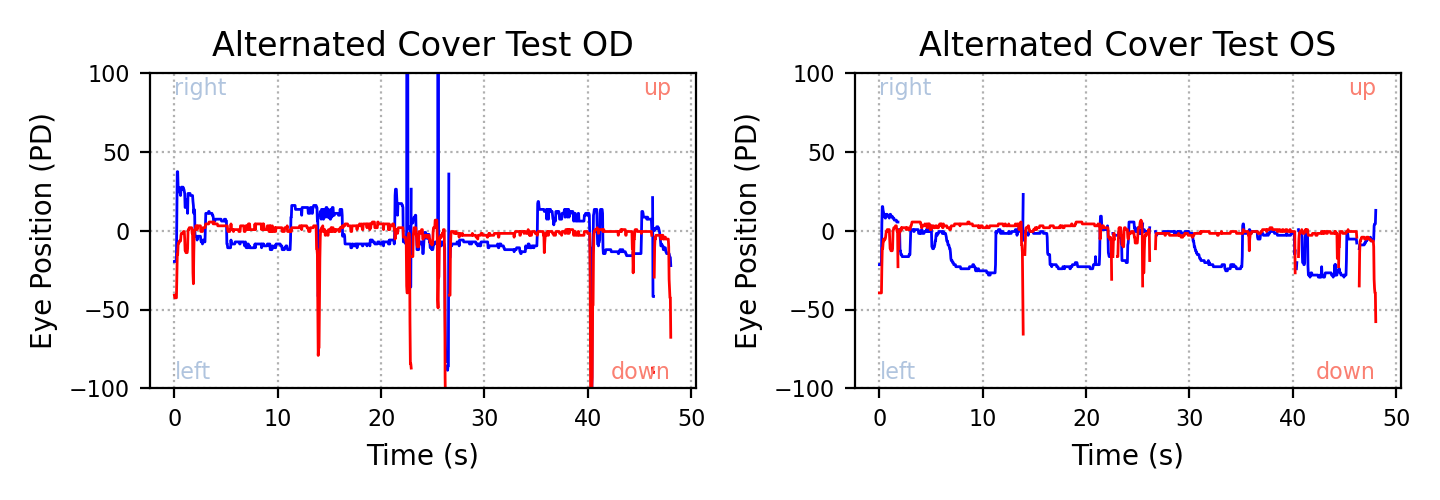 Alternated Cover Test OD
Eye Position (PD)
100
50
0
−50
−100
right
up
left
down
0
10
20
30
40
50
Time (s)
Alternated Cover Test OS
Eye Position (PD)
100
50
0
−50
−100
right
up
left
down
0
10
20
30
40
50
Time (s)